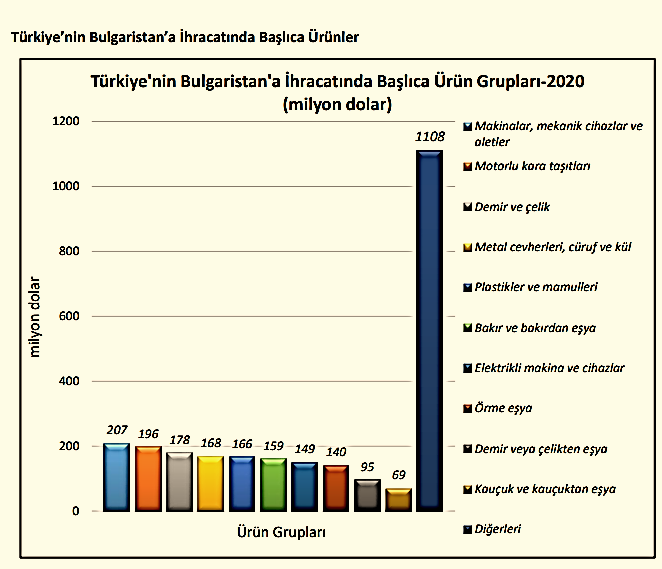 Türkiye’nin Bulgaristan’a İhracatında Başlıca Ürünler
Türkiye'nin Bulgaristan'a İhracatında Başlıca Ürün Grupları-2020
(milyon dolar)
1200
1000
800
600
400
200
0
milyon dolar
207
196
178
168
166
159
149
140
95
69
1108
Ürün Grupları
Makinalar, mekanik cihazlar ve
aletler
Motorlu kara taşıtları
Demir ve çelik
Metal cevherleri, cüruf ve kül
Plastikler ve mamulleri
Bakır ve bakırdan eşya
Elektrikli makina ve cihazlar
Örme eşya
Demir veya çelikten eşya
Kauçuk ve kauçuktan eşya
Diğerleri